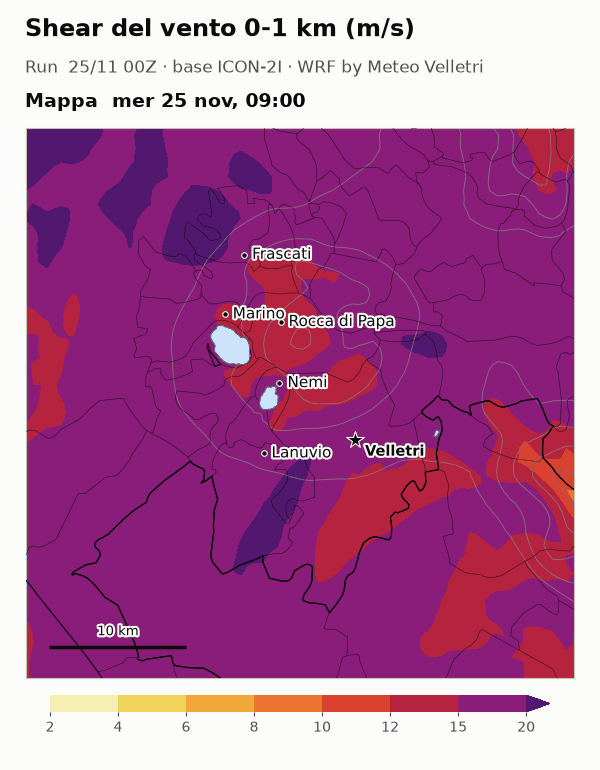 Shear del vento 0-1 km (m/s)
Run  25/11 00Z · base ICON-2I · WRF by Meteo Velletri
Mappa  mer 25 nov, 09:00
Frascati
Marino
Rocca di Papa
Nemi
Velletri
Lanuvio
10 km
2 4 6 8 10 12 15 20